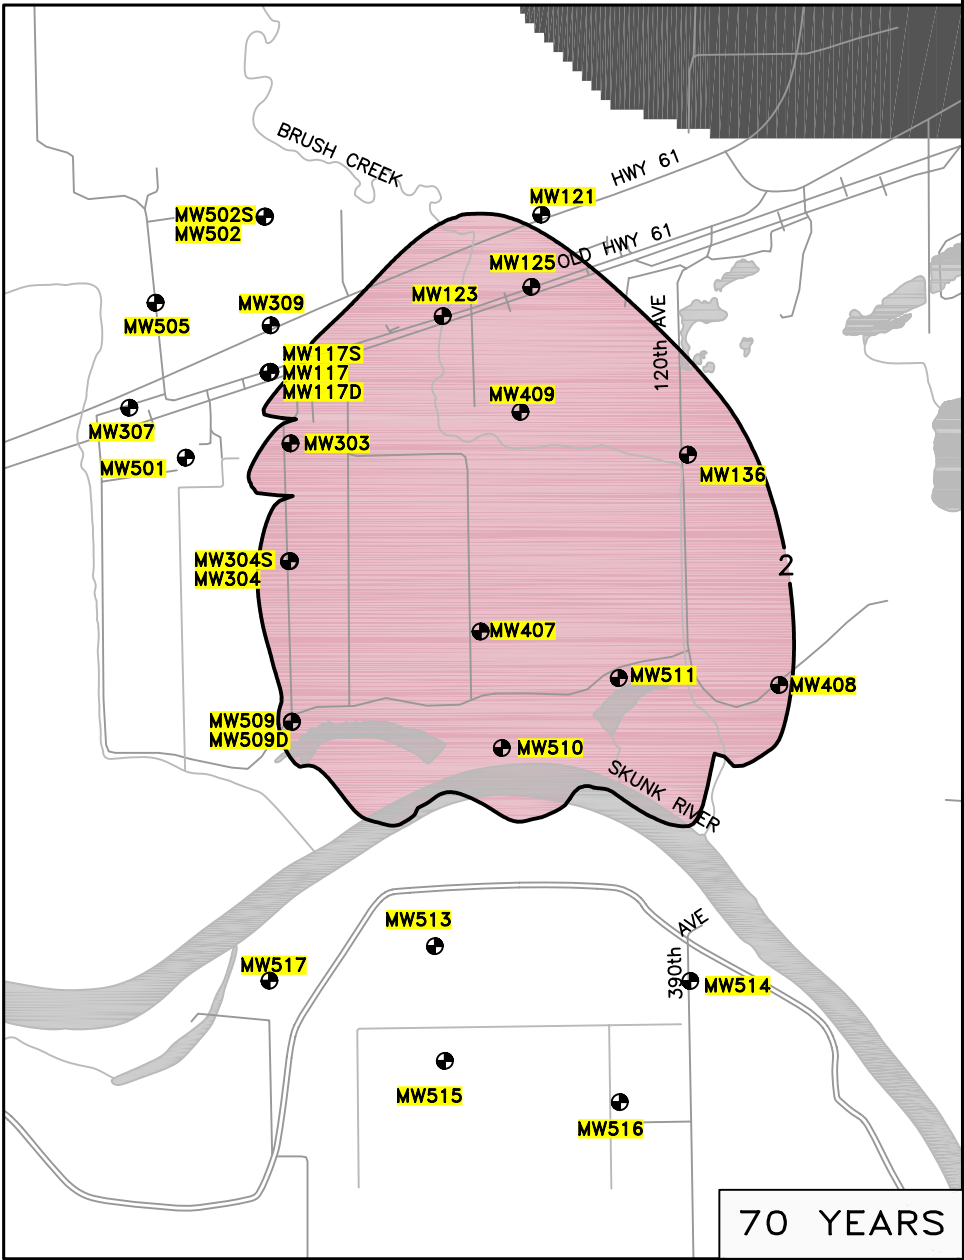 BRUSH CREEK
HWY 61
MW121
MW502S
MW502
OLD HWY 61
MW125
MW123
MW309
MW505
120th AVE
MW117S
MW117
MW117D
MW409
MW307
MW303
MW501
MW136
MW304S
MW304
2
MW407
MW511
MW408
MW509
MW509D
MW510
SKUNK RIVER
MW513
390th AVE
MW517
MW514
MW515
MW516
70 YEARS